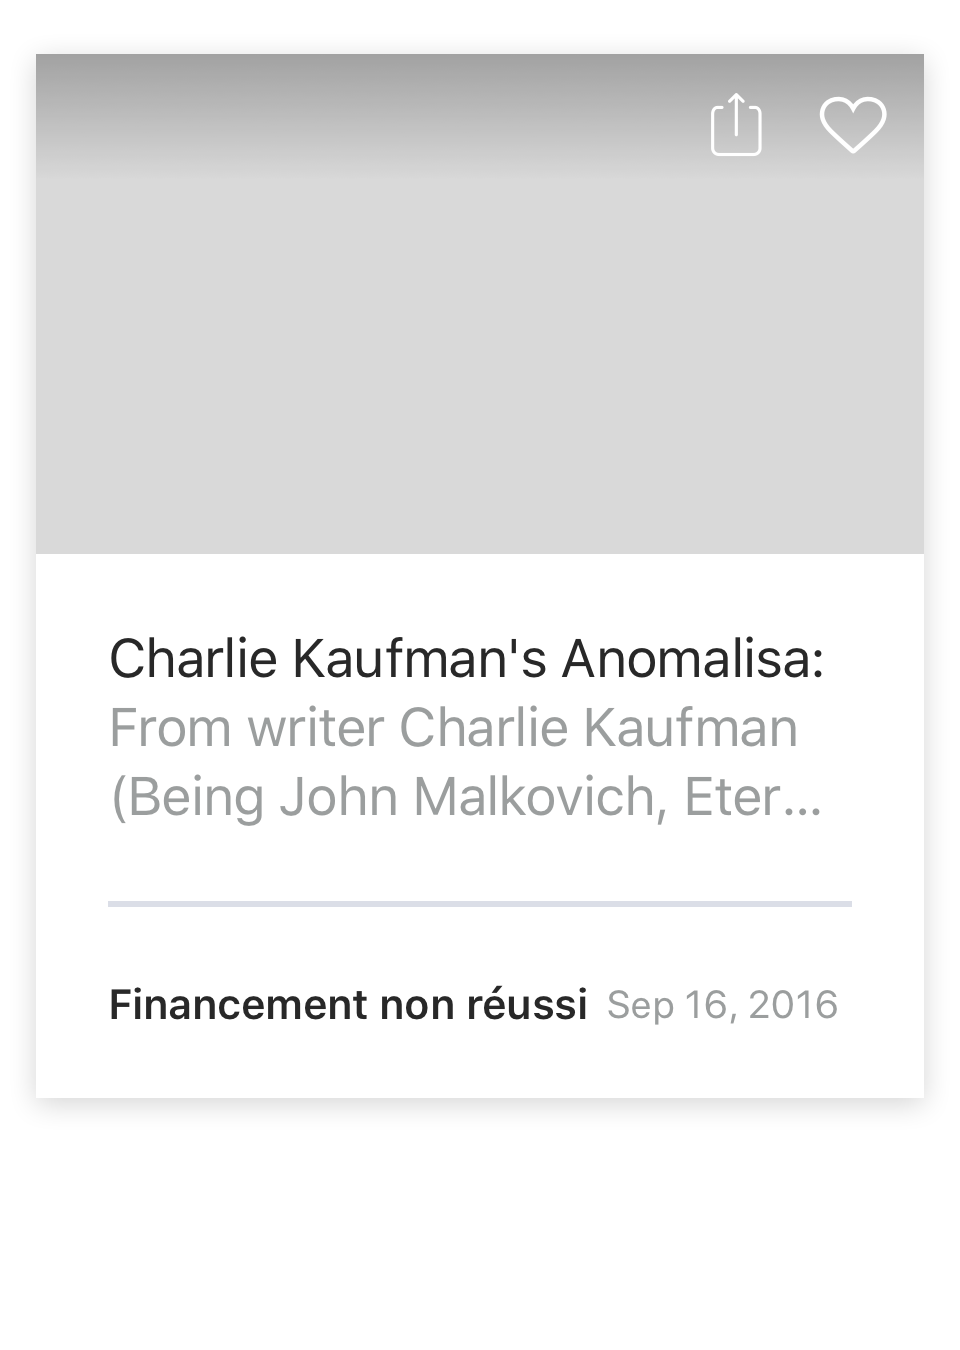 Charlie Kaufman's Anomalisa:
From writer Charlie Kaufman
(Being John Malkovich, Eter...
Financement non réussi Sep 16, 2016